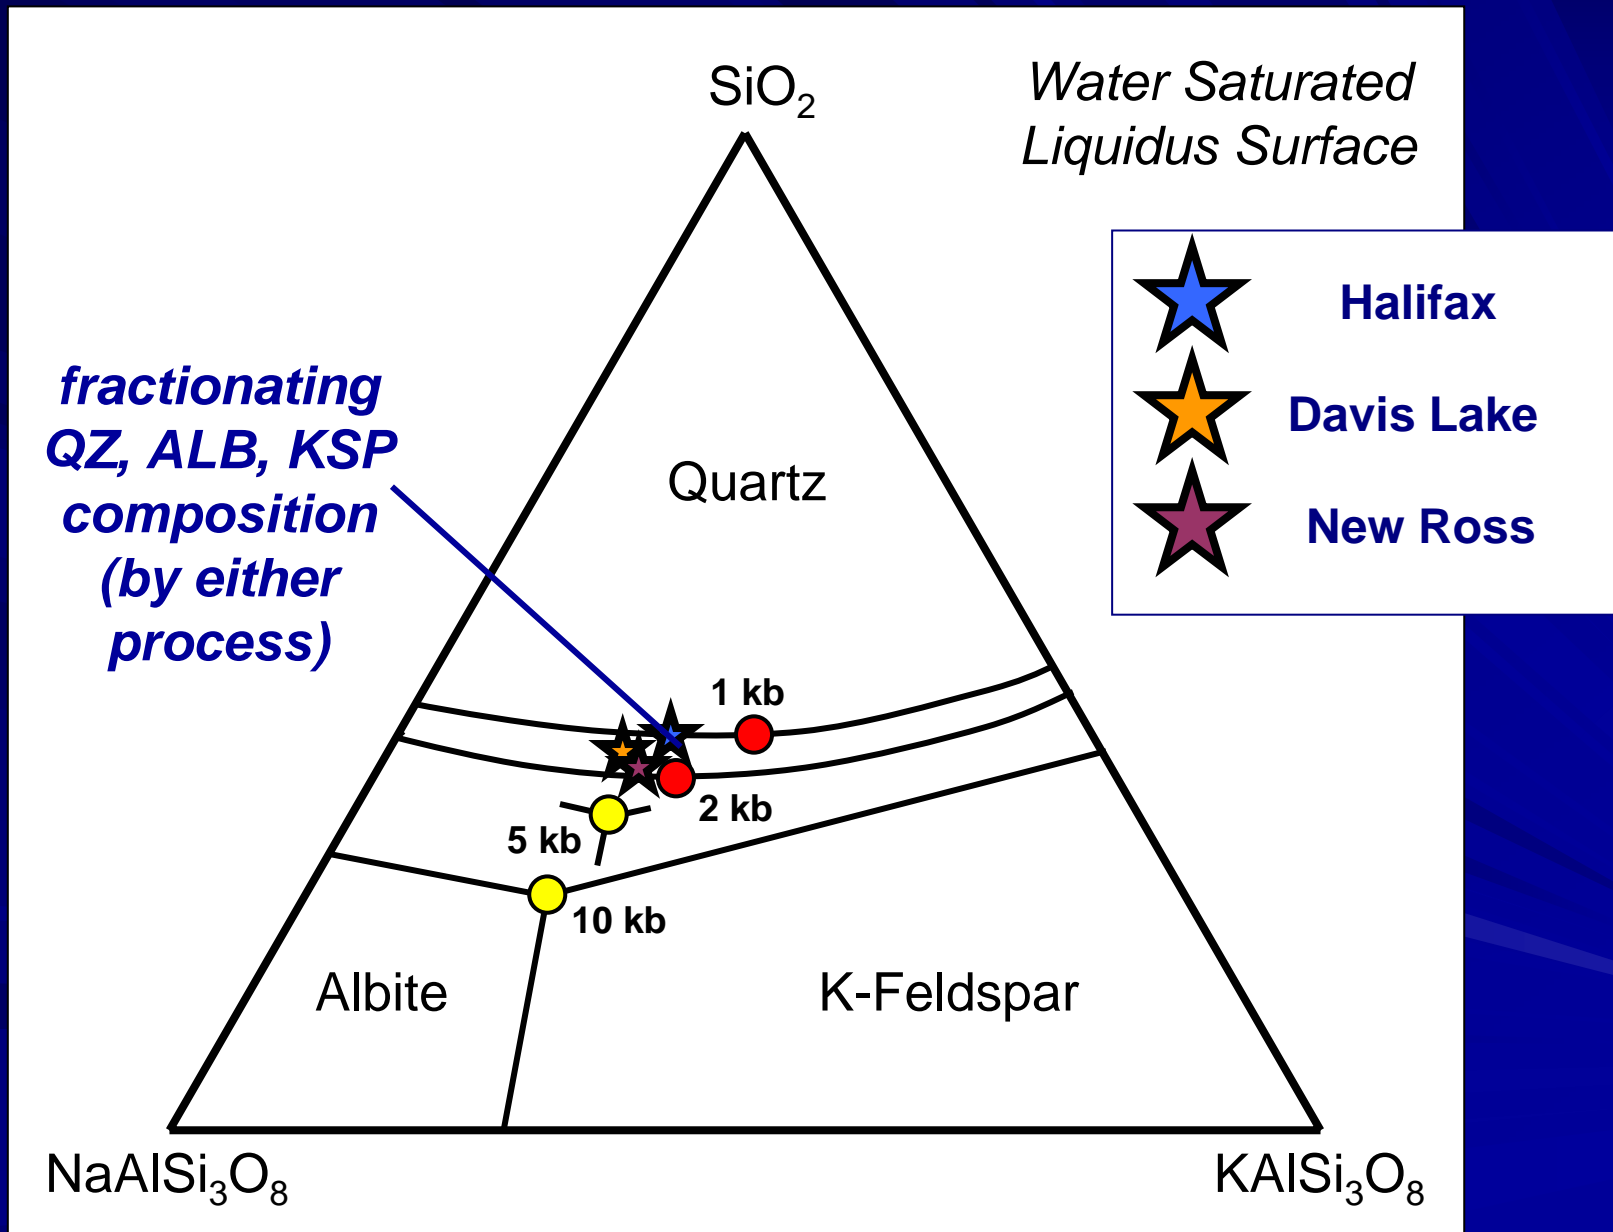 SiO₂
Water Saturated
Liquidus Surface
Halifax
Davis Lake
New Ross
fractionating
QZ, ALB, KSP
composition
(by either
process)
Quartz
1 kb
2 kb
5 kb
10 kb
Albite
K-Feldspar
NaAlSi₃O₈
KAlSi₃O₈